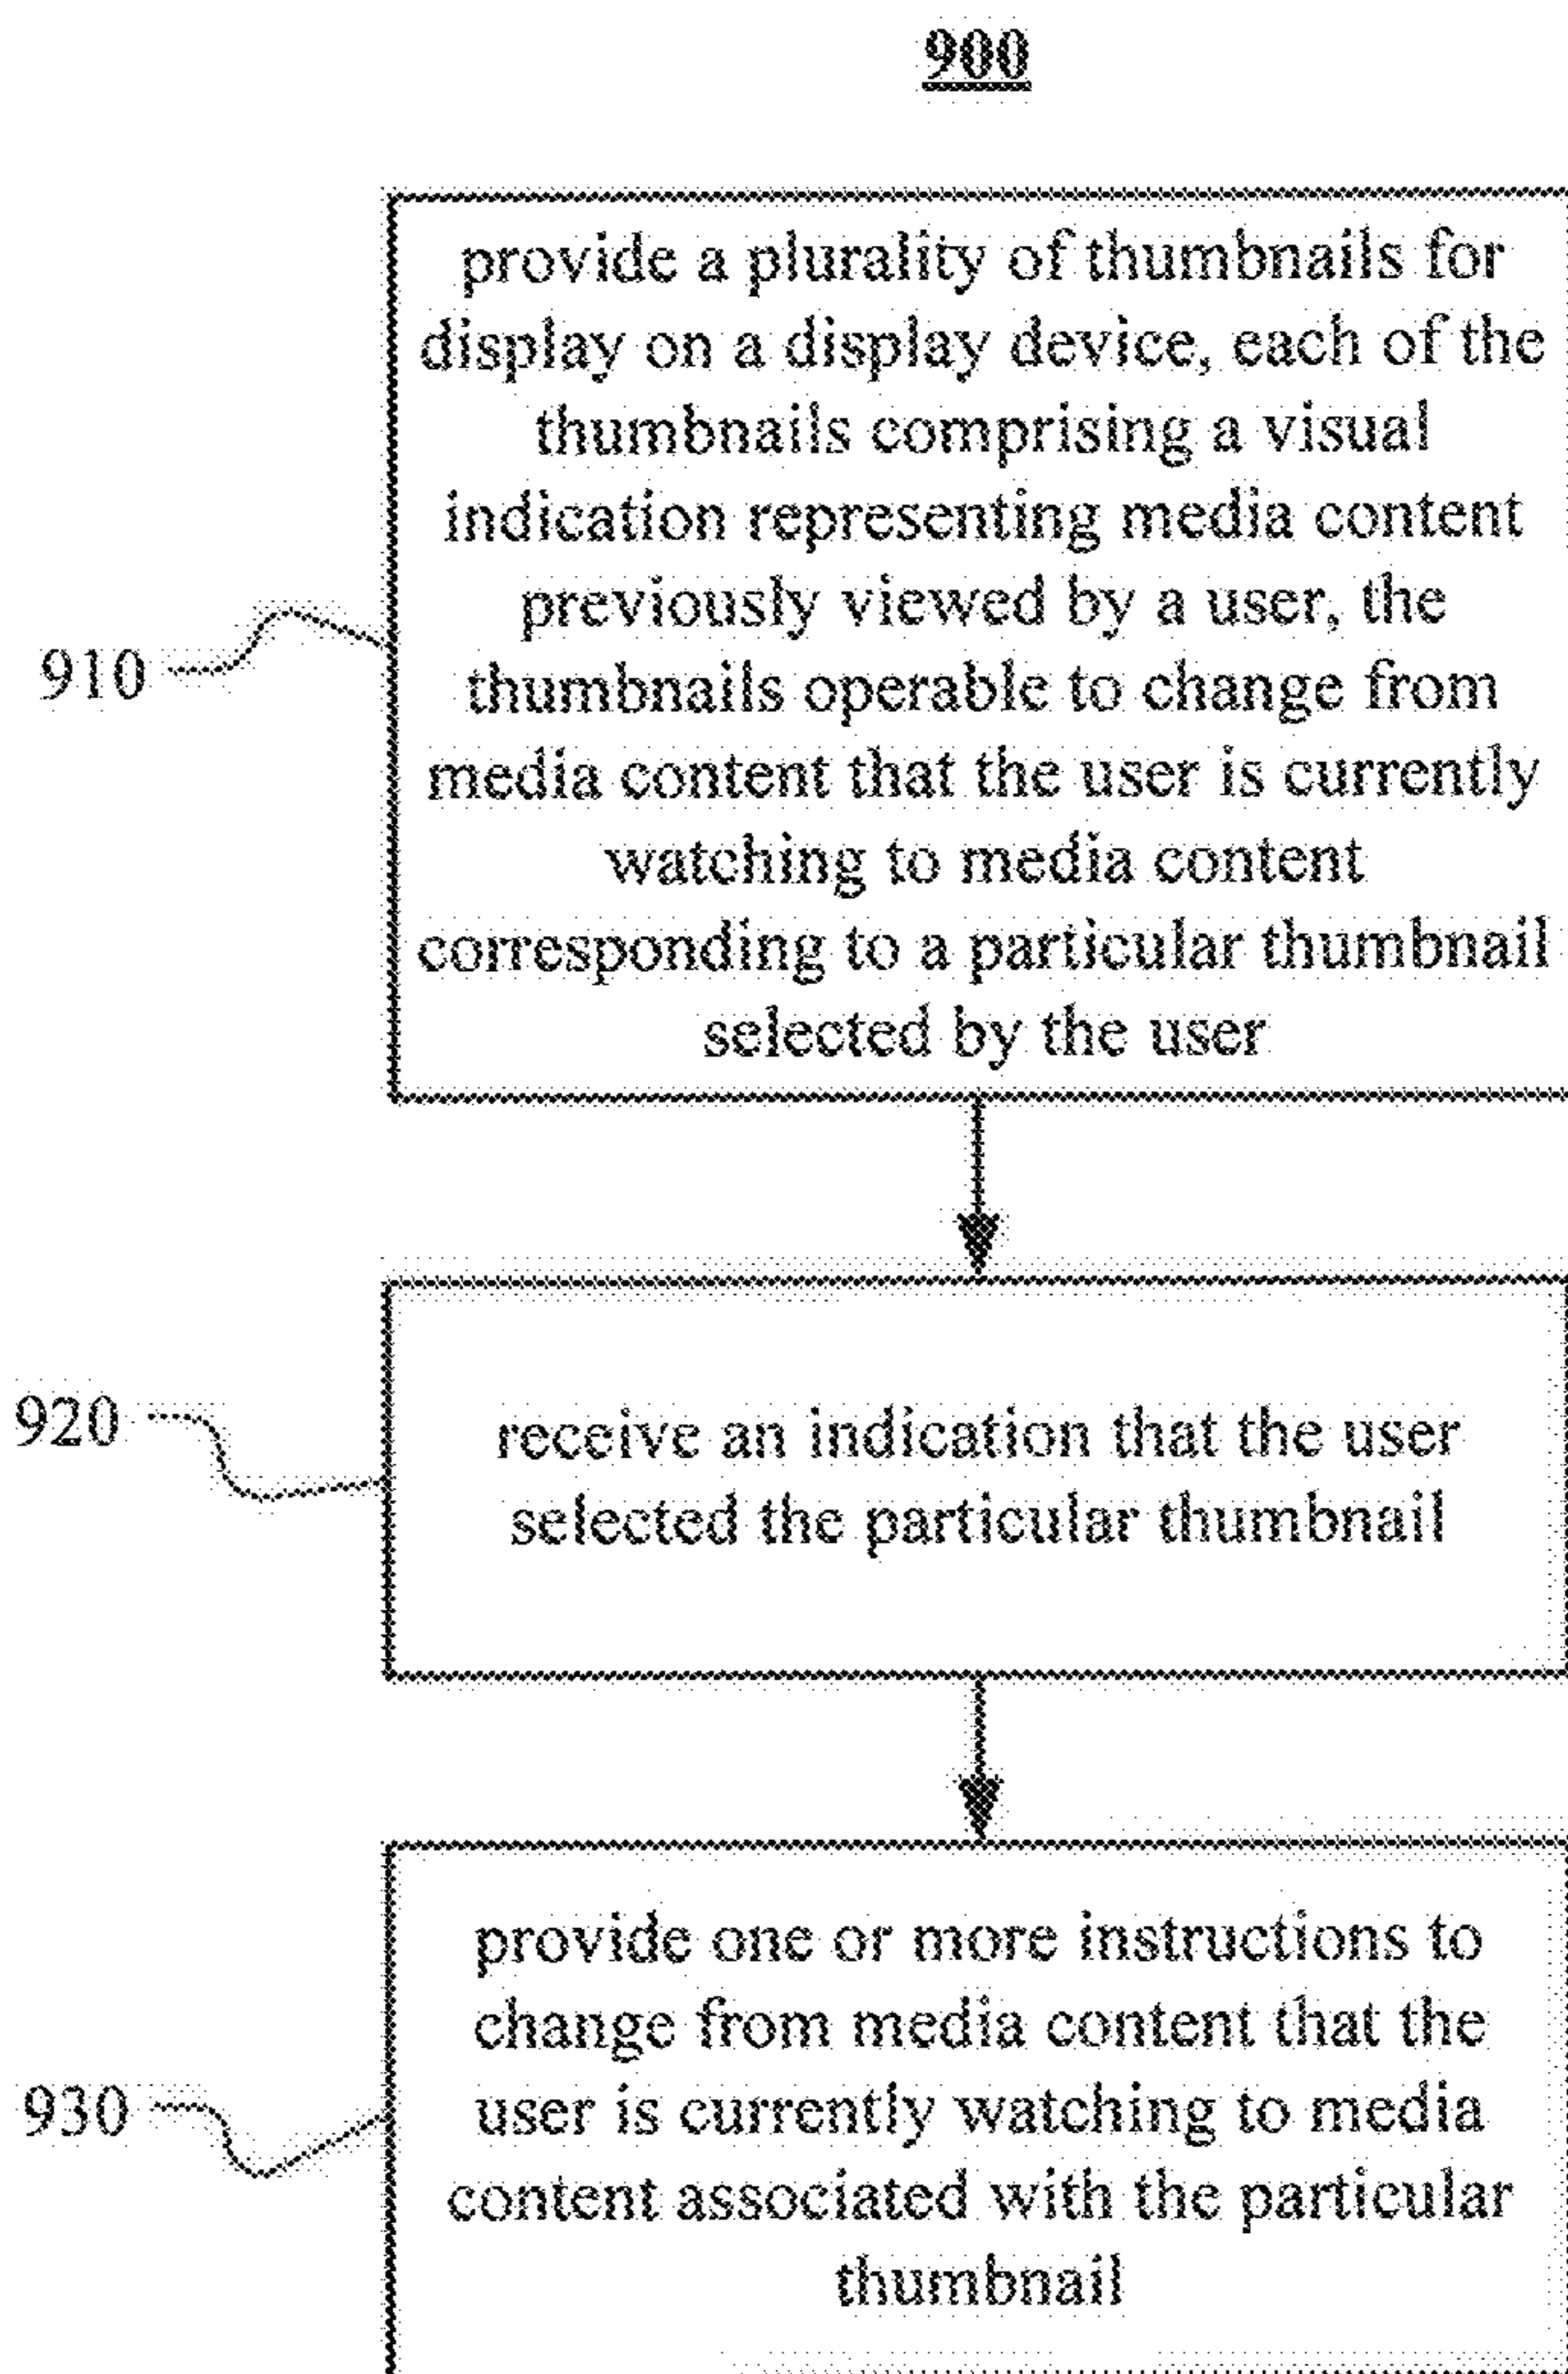 900
provide a plurality of thumbnails for
display on a display device, each of the
thumbnails comprising a visual
indication representing media content
previously viewed by a user, the
thumbnails operable to change from
media content that the user is currently
watching to media content
corresponding to a particular thumbnail
selected by the user
910
receive an indication that the user
selected the particular thumbnail
920
provide one or more instructions to
change from media content that the
user is currently watching to media
content associated with the particular
thumbnail
930